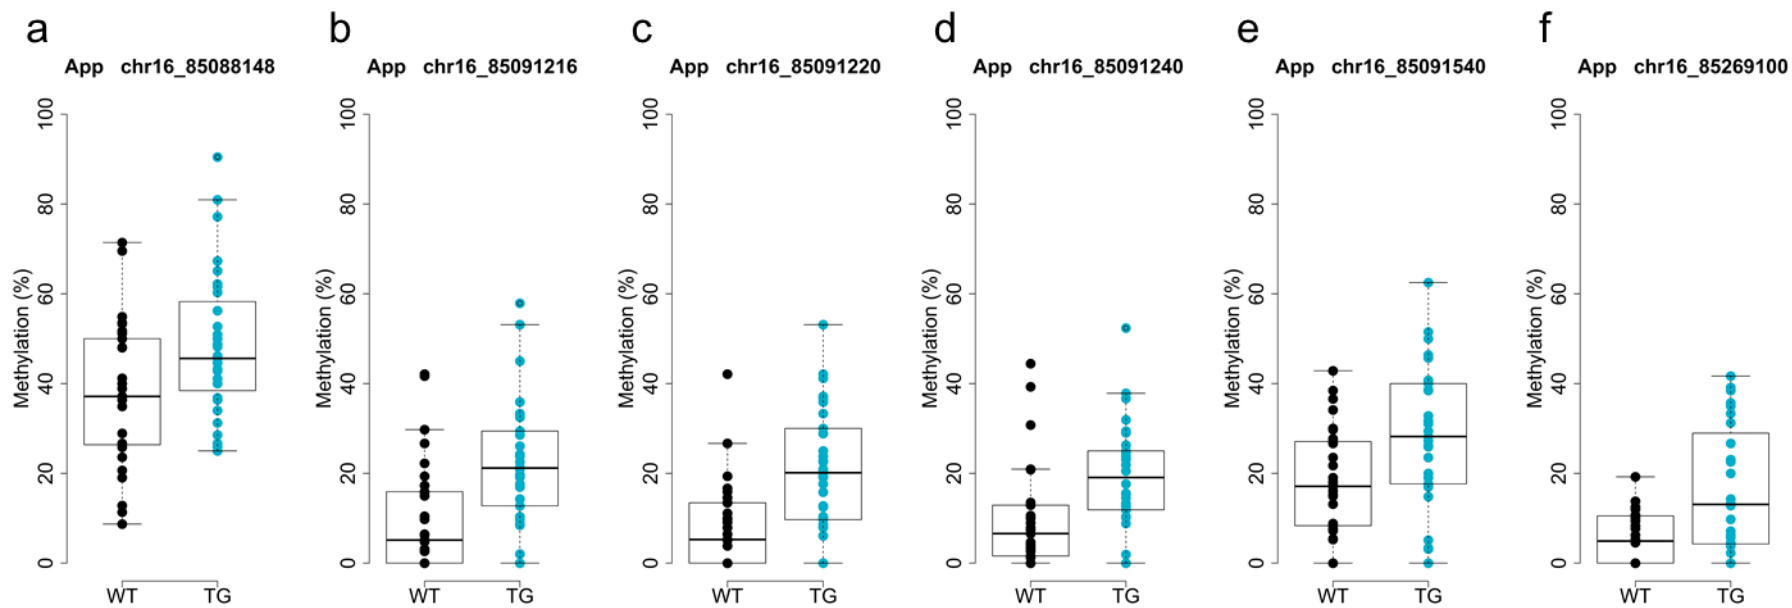 a
App chr16_85088148
Methylation (%)
0 20 40 60 80 100
WT TG
b
App chr16_85091216
Methylation (%)
0 20 40 60 80 100
WT TG
c
App chr16_85091220
Methylation (%)
0 20 40 60 80 100
WT TG
d
App chr16_85091240
Methylation (%)
0 20 40 60 80 100
WT TG
e
App chr16_85091540
Methylation (%)
0 20 40 60 80 100
WT TG
f
App chr16_85269100
Methylation (%)
0 20 40 60 80 100
WT TG